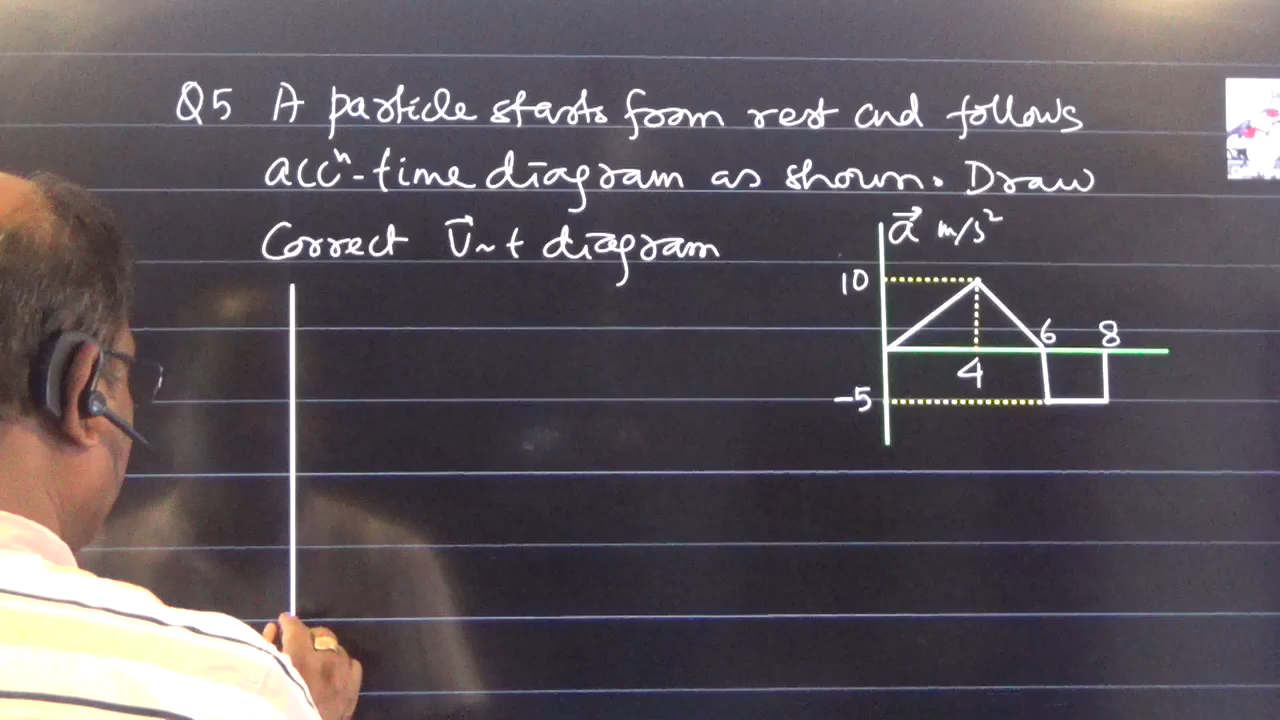 Q5 A particle starts from rest and follows
accⁿ-time diagram as shown. Draw
Correct v⃗ ~ t diagram
a⃗ m/s²
10
6 8
4
-5